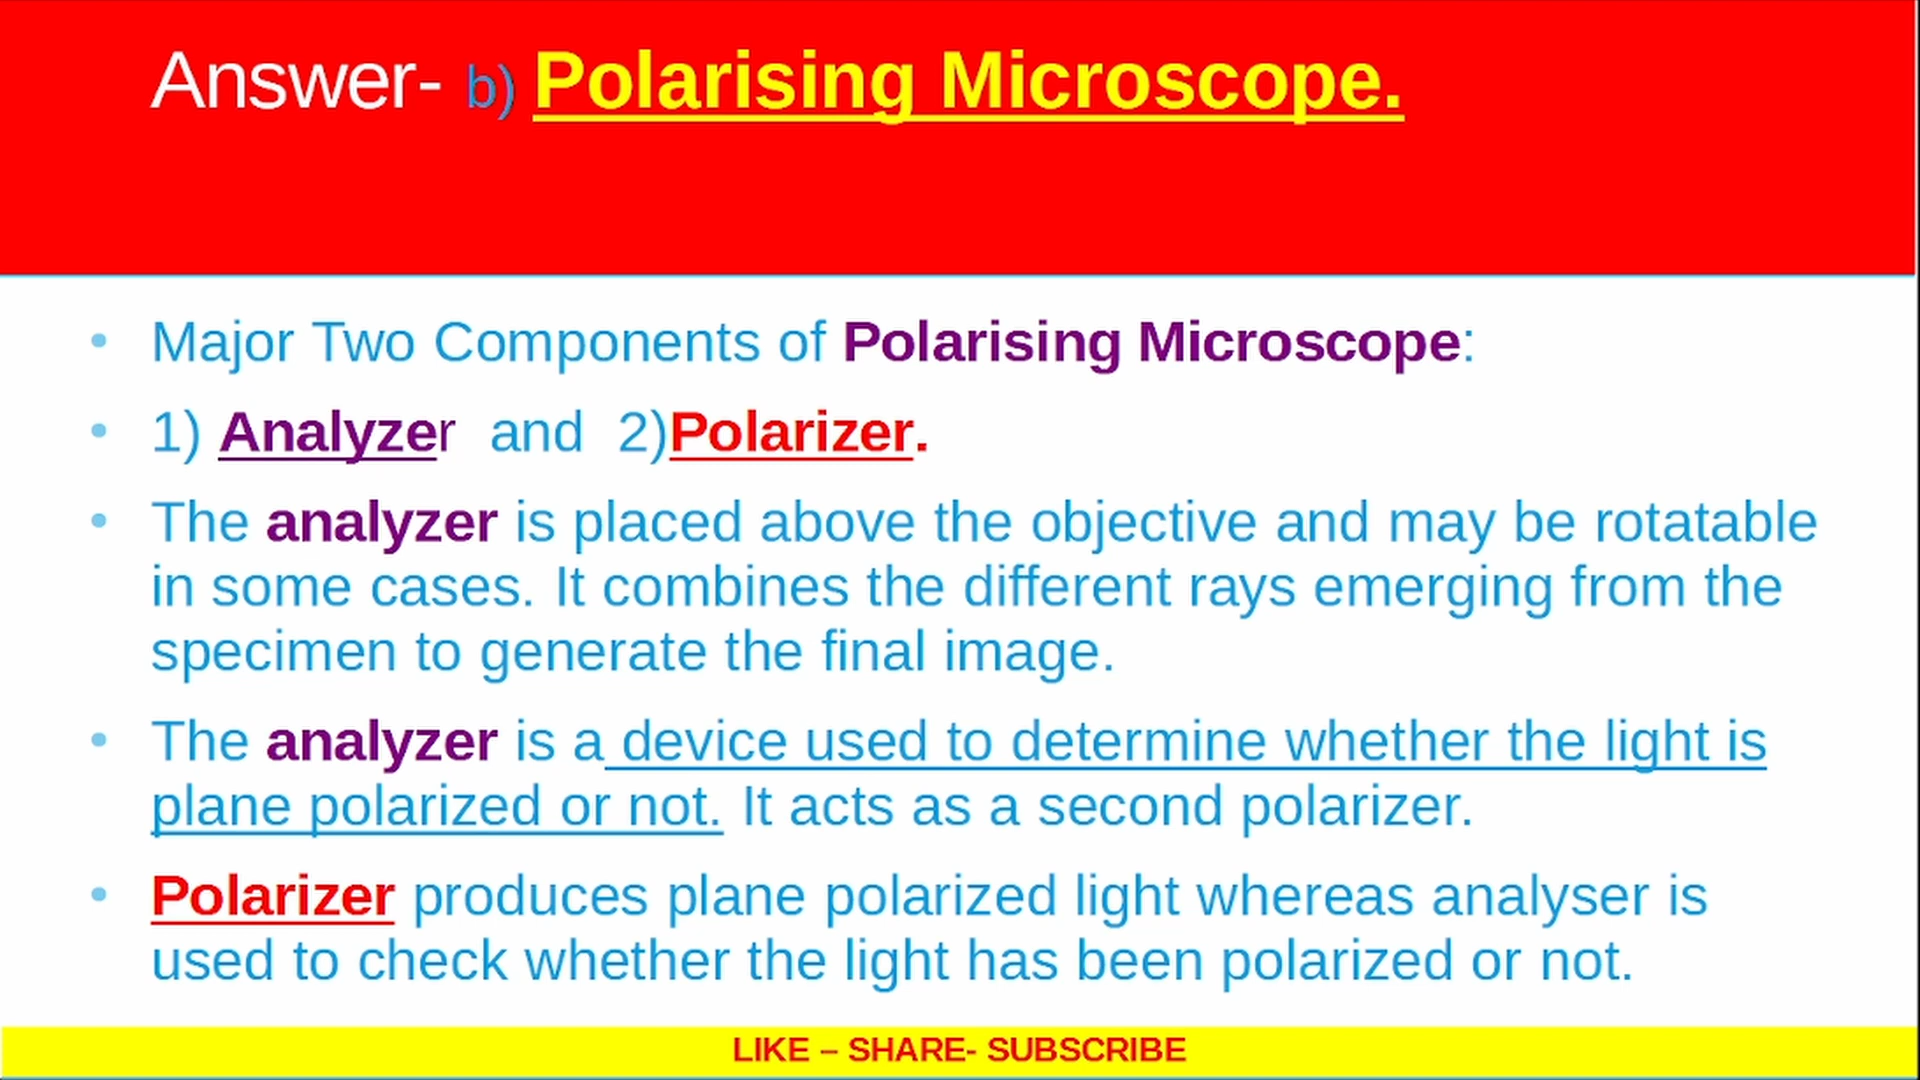 Answer- b) Polarising Microscope.
• Major Two Components of Polarising Microscope:
• 1) Analyzer and 2)Polarizer.
• The analyzer is placed above the objective and may be rotatable
in some cases. It combines the different rays emerging from the
specimen to generate the final image.
• The analyzer is a device used to determine whether the light is
plane polarized or not. It acts as a second polarizer.
• Polarizer produces plane polarized light whereas analyser is
used to check whether the light has been polarized or not.
LIKE – SHARE- SUBSCRIBE